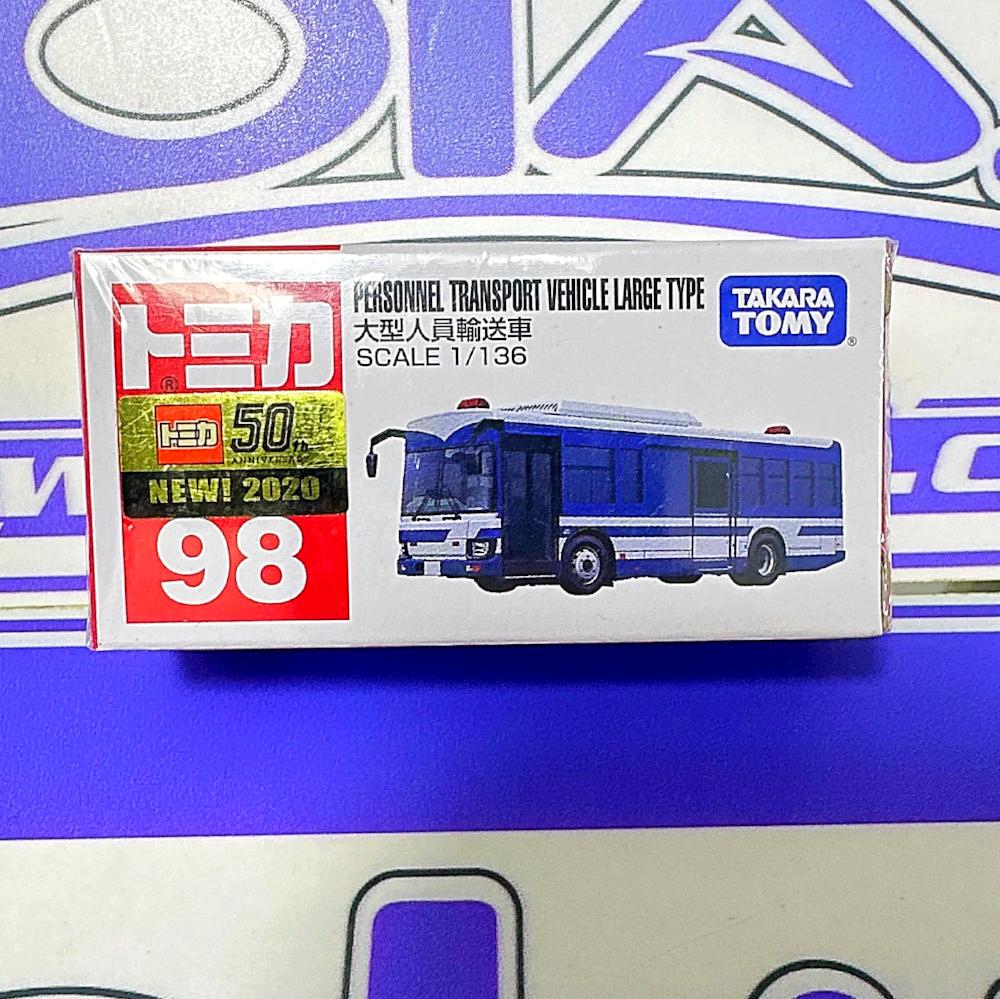 PERSONNEL TRANSPORT VEHICLE LARGE TYPE
大型人員輸送車
SCALE 1/136
TAKARA
TOMY
®
トミカ
®
トミカ 50th
ANNIVERSARY
NEW! 2020
98